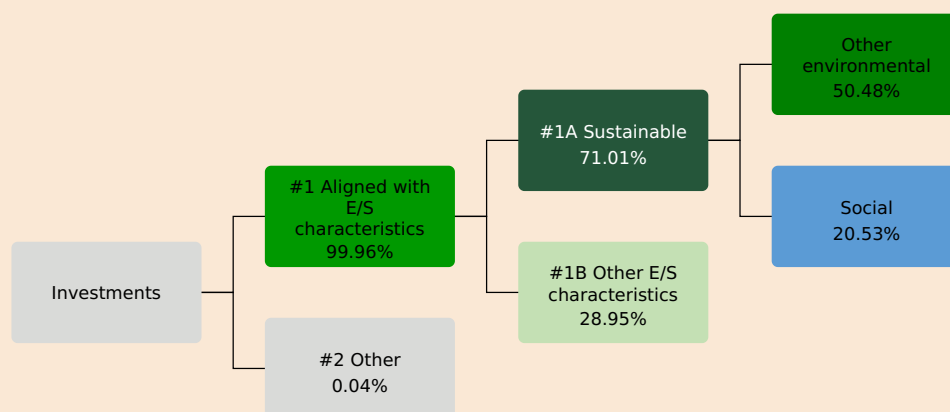 Investments
#1 Aligned with
E/S
characteristics
99.96%
#2 Other
0.04%
#1A Sustainable
71.01%
#1B Other E/S
characteristics
28.95%
Other
environmental
50.48%
Social
20.53%